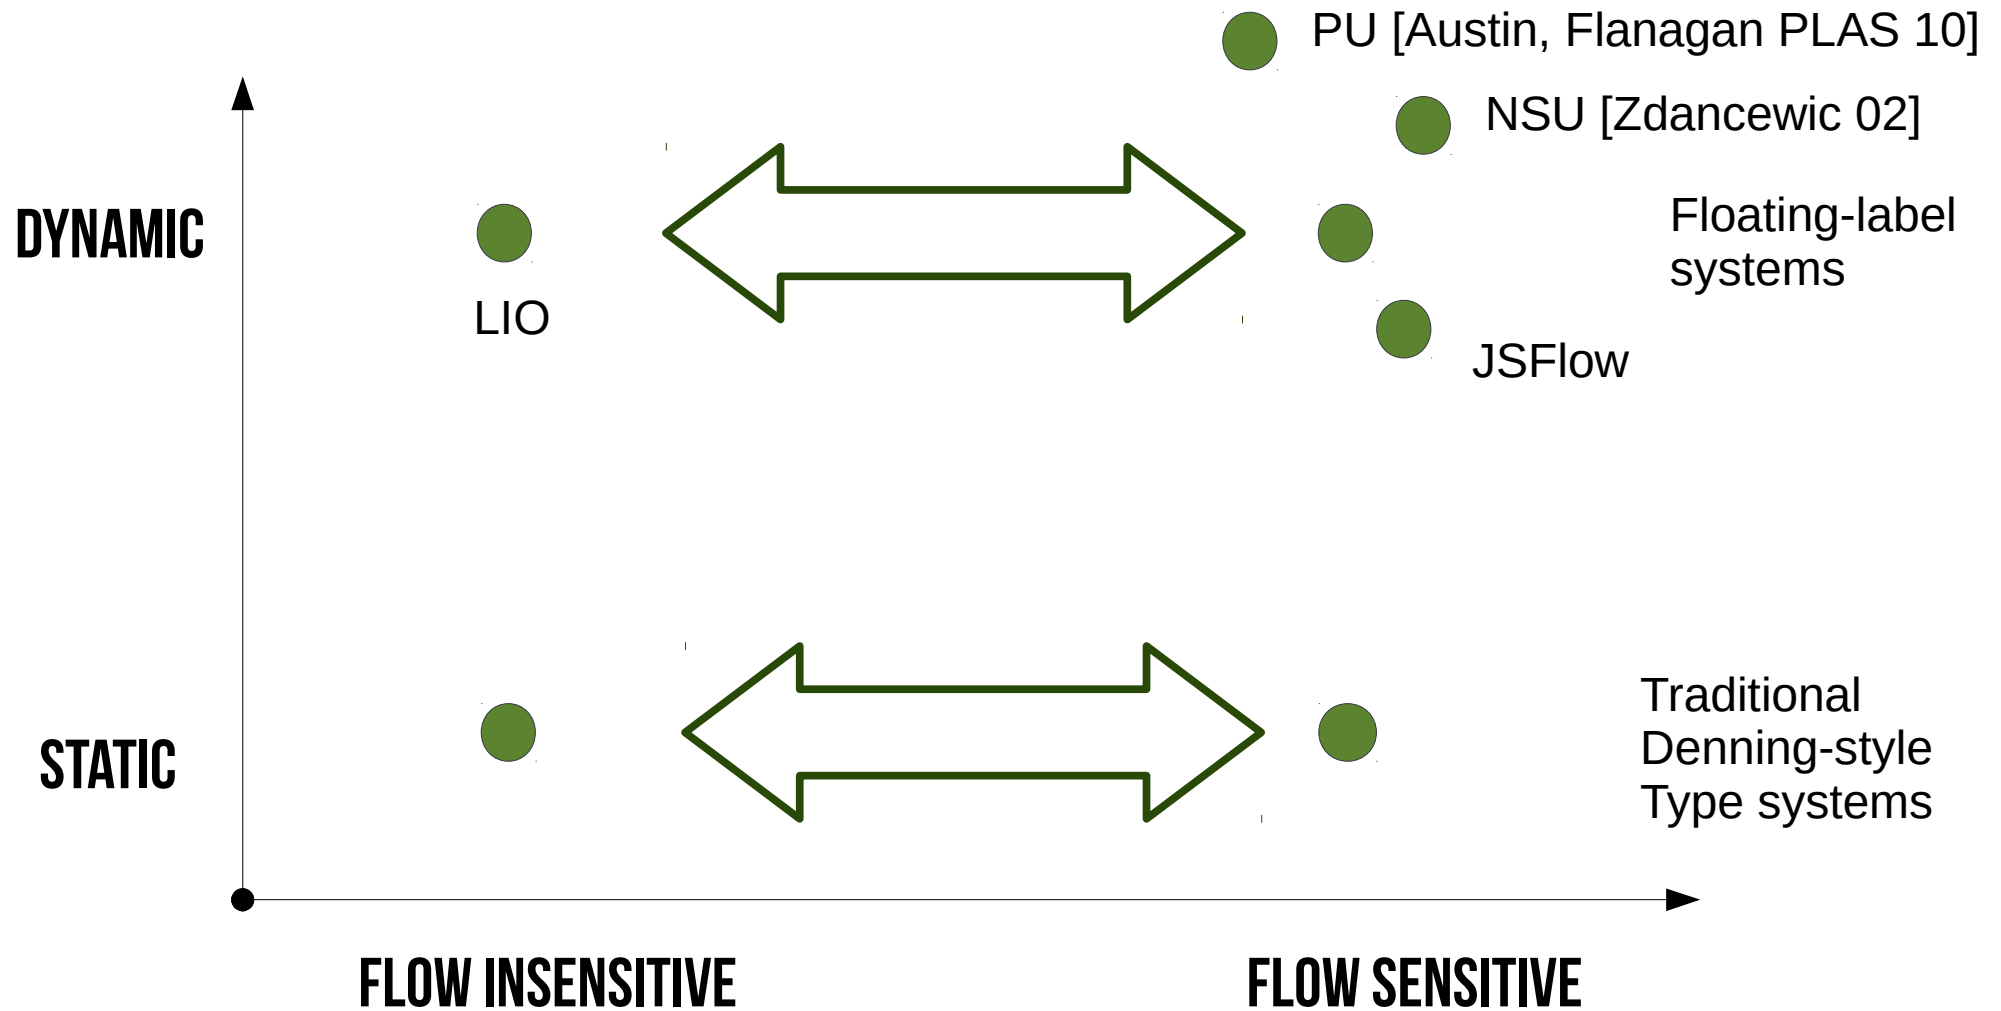 PU [Austin, Flanagan PLAS 10]
NSU [Zdancewic 02]
DYNAMIC
Floating-label
systems
LIO
JSFlow
STATIC
Traditional
Denning-style
Type systems
FLOW INSENSITIVE
FLOW SENSITIVE